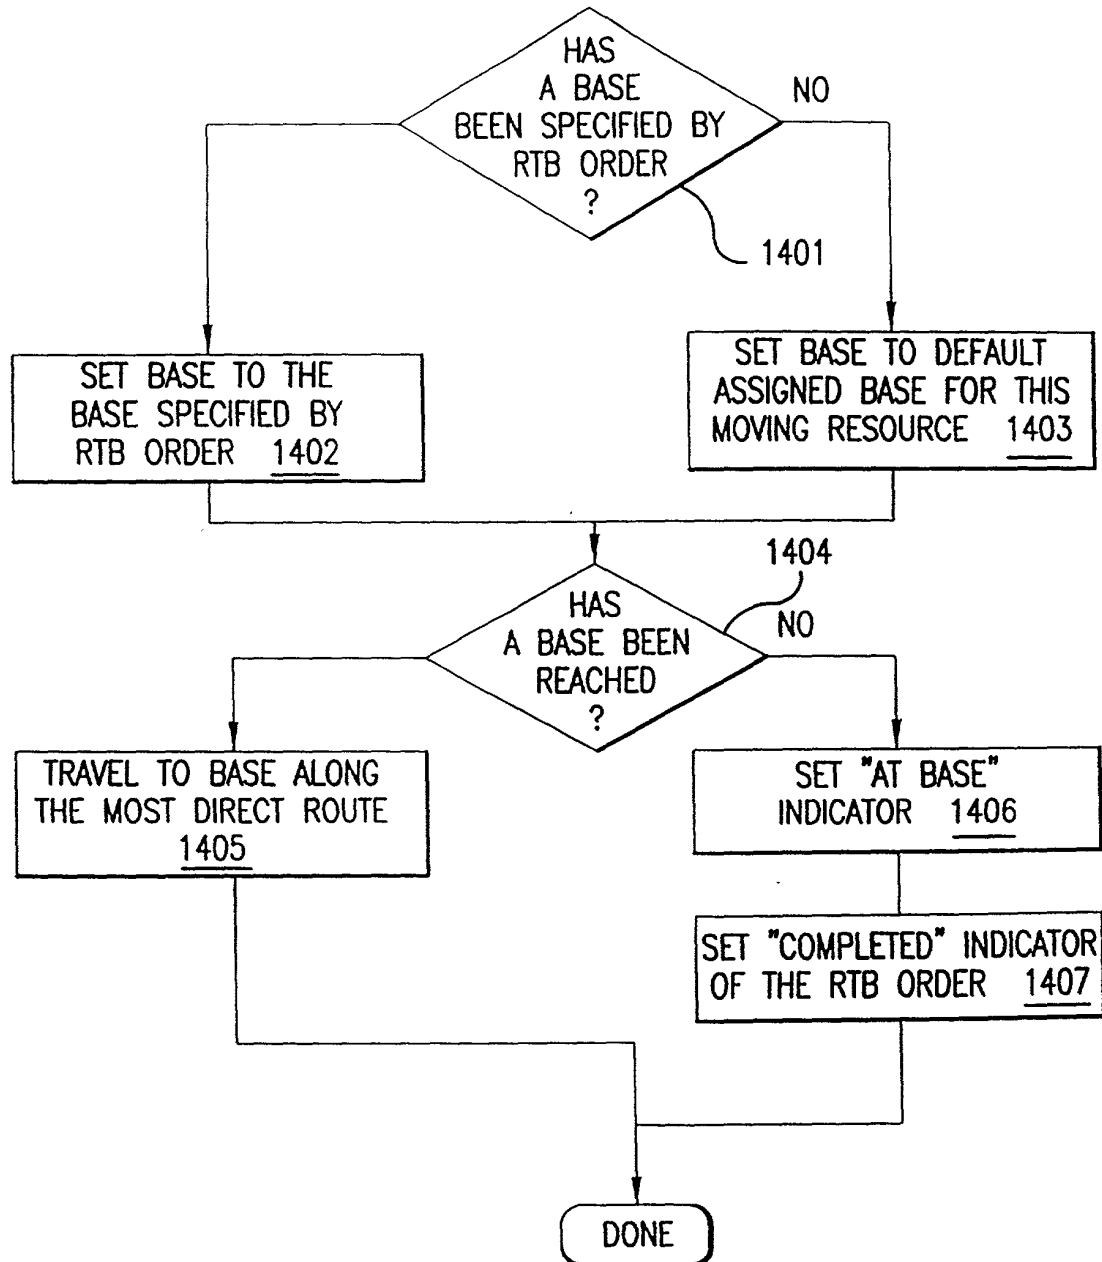 HAS
A BASE
BEEN SPECIFIED BY
RTB ORDER
?
NO
1401
SET BASE TO THE
BASE SPECIFIED BY
RTB ORDER 1402
SET BASE TO DEFAULT
ASSIGNED BASE FOR THIS
MOVING RESOURCE 1403
1404
HAS
A BASE BEEN
REACHED
?
NO
TRAVEL TO BASE ALONG
THE MOST DIRECT ROUTE
1405
SET "AT BASE"
INDICATOR 1406
SET "COMPLETED" INDICATOR
OF THE RTB ORDER 1407
DONE